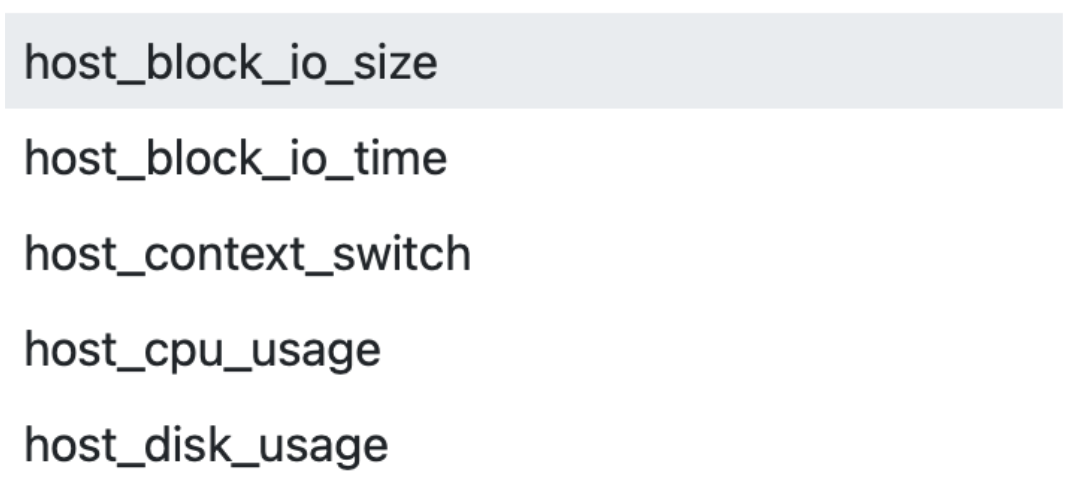 host_block_io_size
host_block_io_time
host_context_switch
host_cpu_usage
host_disk_usage